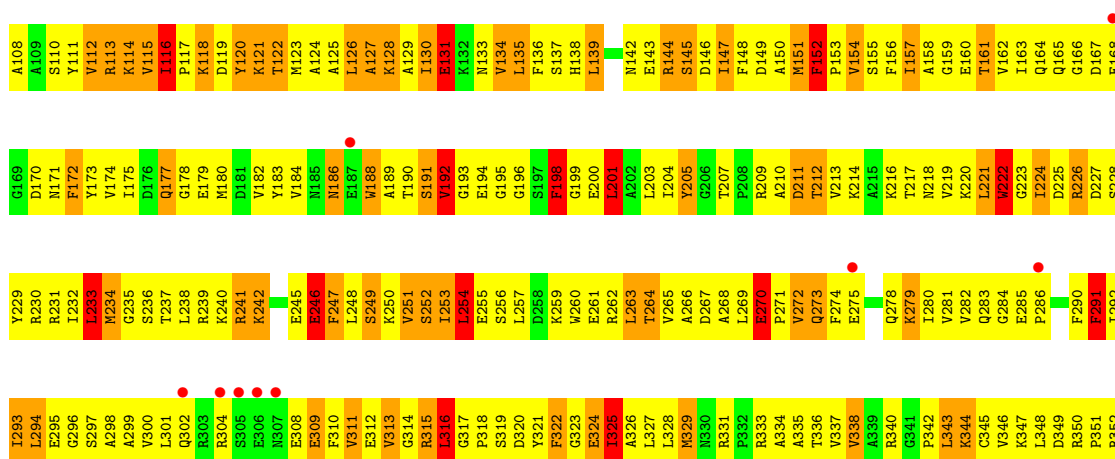 A108 A109 S110 Y111 V112 R113 K114 V115 I116 P117 K118 D119 Y120 K121 T122 M123 A124 A125 L126 A127 K128 A129 I130 E131 K132 N133 V134 L135 F136 S137 H138 L139 N142 E143 R144 S145 D146 I147 F148 D149 A150 M151 F152 P153 V154 S155 F156 I157 A158 G159 E160 T161 V162 I163 Q164 Q165 G166 D167
G169 D170 N171 F172 Y173 V174 I175 D176 Q177 G178 E179 M180 D181 V182 Y183 V184 N185 N186 E187 W188 A189 T190 S191 V192 G193 E194 G195 G196 S197 F198 G199 E200 L201 A202 L203 I204 Y205 G206 T207 P208 R209 A210 D211 T212 V213 K214 A215 K216 T217 N218 V219 K220 L221 W222 G223 I224 D225 R226 D227
Y229 R230 R231 I232 L233 M234 G235 S236 T237 L238 R239 K240 R241 K242 E245 E246 F247 L248 S249 K250 V251 S252 I253 L254 E255 S256 L257 D258 K259 W260 E261 R262 L263 T264 V265 A266 D267 A268 L269 E270 P271 V272 Q273 F274 E275 Q278 K279 I280 V281 V282 Q283 G284 E285 P286 F290 F291
I293 L294 E295 G296 S297 A298 A299 V300 L301 Q302 R303 R304 S305 E306 N307 E308 E309 F310 V311 E312 V313 G314 R315 L316 G317 P318 S319 D320 Y321 F322 G323 E324 I325 A326 L327 L328 M329 N330 R331 P332 R333 A334 A335 T336 V337 V338 A339 R340 G341 P342 L343 K344 C345 V346 K347 L348 D349 R350 P351